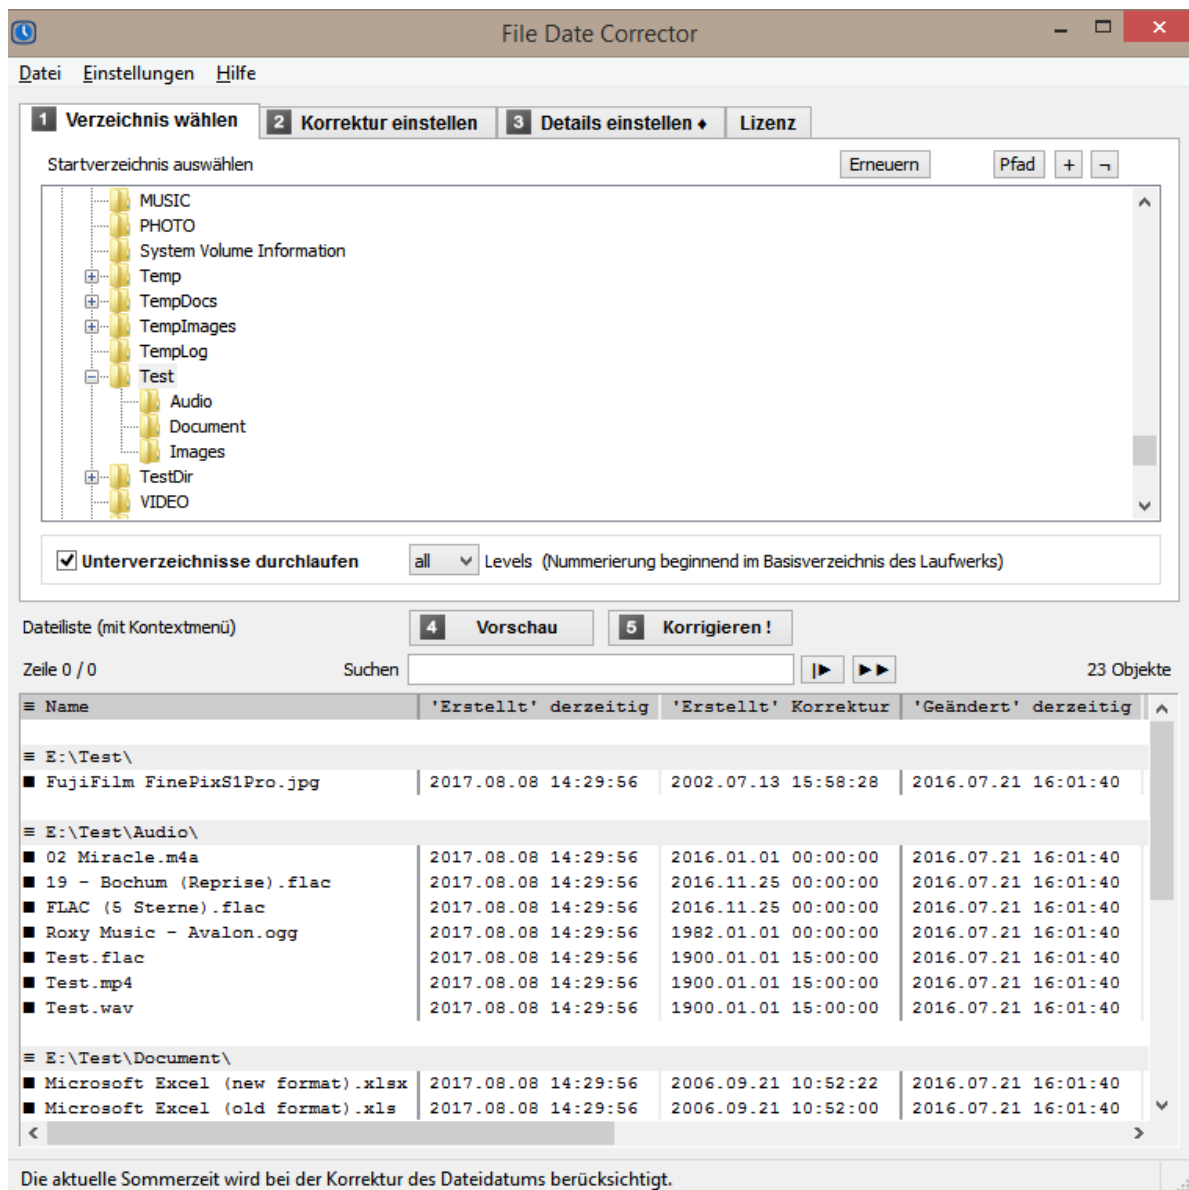 File Date Corrector
Datei Einstellungen Hilfe
1 Verzeichnis wählen 2 Korrektur einstellen 3 Details einstellen ♦ Lizenz
Startverzeichnis auswählen Erneuern Pfad + ¬
MUSIC
PHOTO
System Volume Information
Temp
TempDocs
TempImages
TempLog
Test
Audio
Document
Images
TestDir
VIDEO
Unterverzeichnisse durchlaufen all Levels (Nummerierung beginnend im Basisverzeichnis des Laufwerks)
Dateiliste (mit Kontextmenü) 4 Vorschau 5 Korrigieren !
Zeile 0 / 0 Suchen 23 Objekte
≡ Name 'Erstellt' derzeitig 'Erstellt' Korrektur 'Geändert' derzeitig
≡ E:\Test\
■ FujiFilm FinePixS1Pro.jpg 2017.08.08 14:29:56 2002.07.13 15:58:28 2016.07.21 16:01:40
≡ E:\Test\Audio\
■ 02 Miracle.m4a 2017.08.08 14:29:56 2016.01.01 00:00:00 2016.07.21 16:01:40
■ 19 - Bochum (Reprise).flac 2017.08.08 14:29:56 2016.11.25 00:00:00 2016.07.21 16:01:40
■ FLAC (5 Sterne).flac 2017.08.08 14:29:56 2016.11.25 00:00:00 2016.07.21 16:01:40
■ Roxy Music - Avalon.ogg 2017.08.08 14:29:56 1982.01.01 00:00:00 2016.07.21 16:01:40
■ Test.flac 2017.08.08 14:29:56 1900.01.01 15:00:00 2016.07.21 16:01:40
■ Test.mp4 2017.08.08 14:29:56 1900.01.01 15:00:00 2016.07.21 16:01:40
■ Test.wav 2017.08.08 14:29:56 1900.01.01 15:00:00 2016.07.21 16:01:40
≡ E:\Test\Document\
■ Microsoft Excel (new format).xlsx 2017.08.08 14:29:56 2006.09.21 10:52:22 2016.07.21 16:01:40
■ Microsoft Excel (old format).xls 2017.08.08 14:29:56 2006.09.21 10:52:00 2016.07.21 16:01:40
Die aktuelle Sommerzeit wird bei der Korrektur des Dateidatums berücksichtigt.